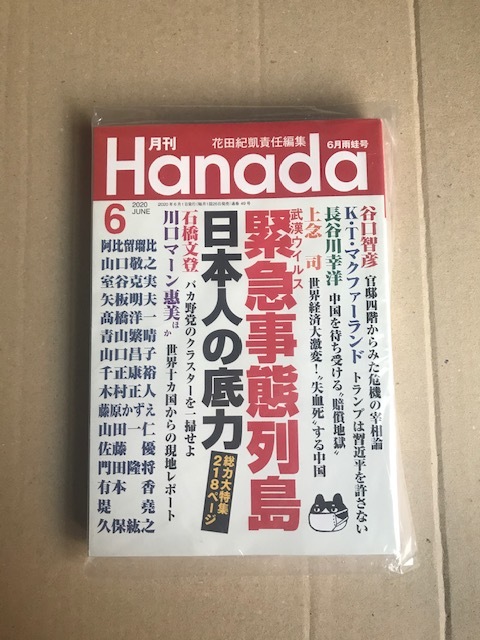 月刊
花田紀凱責任編集
6月雨蛙号
Hanada
6
2020
JUNE
谷口智彦 官邸四階からみた危機の宰相論
K・T・マクファーランド トランプは習近平を許さない
長谷川幸洋 中国を待ち受ける“賠償地獄”
上念 司 世界経済大激変!“失血死”する中国
武漢ウイルス
緊急事態列島
日本人の底力
総力大特集
218ページ
石橋文登 バカ野党のクラスターを一掃せよ
川口マーン惠美ほか 世界十カ国からの現地レポート
阿比留瑠比
山口敬之
室谷克実
矢板明夫
高橋洋一
青山繁晴
山口昌子
千正康裕
木村正人
藤原かずえ
山田一仁
佐藤優
門田隆将
有本香
堤堯
久保紘之